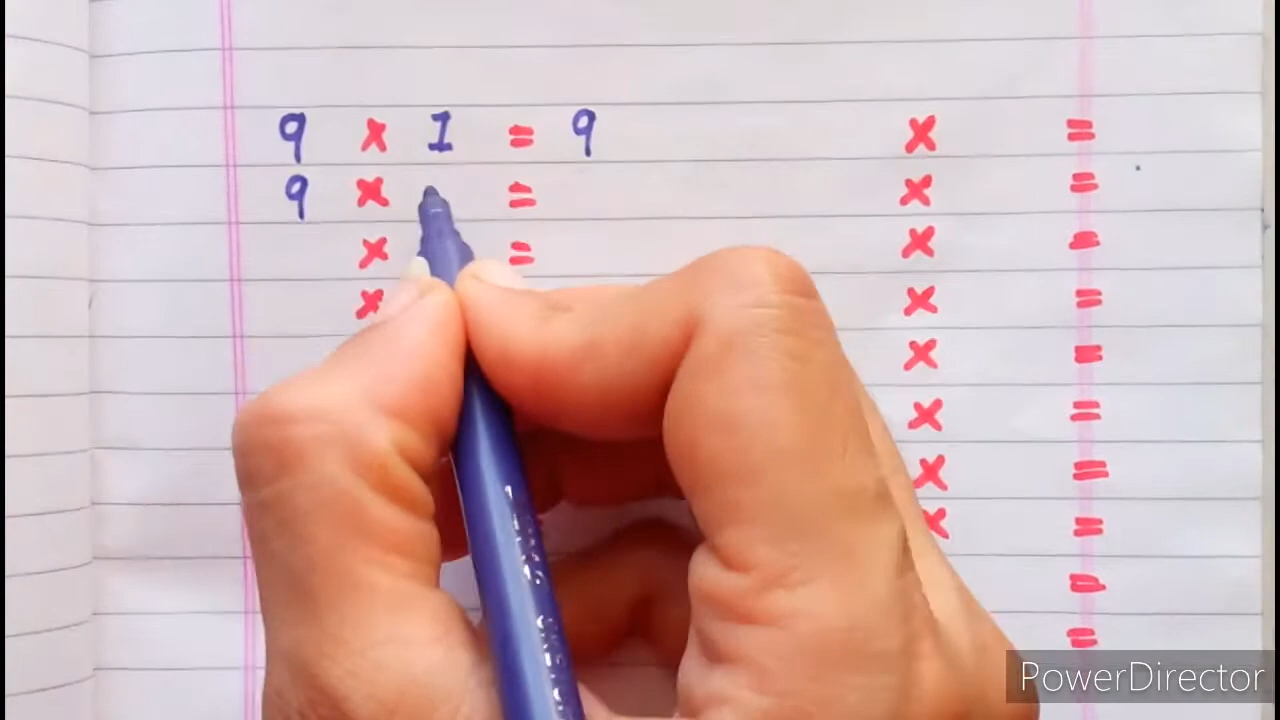 9 × 1 = 9 × =
9 × = × =
× = × =
× × =
× =
× =
× =
× =
=
=
PowerDirector